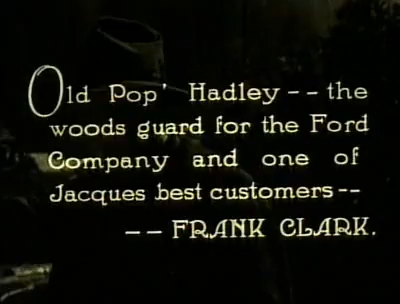 Old Pop' Hadley -- the
woods guard for the Ford
Company and one of
Jacques best customers --
-- FRANK CLARK.